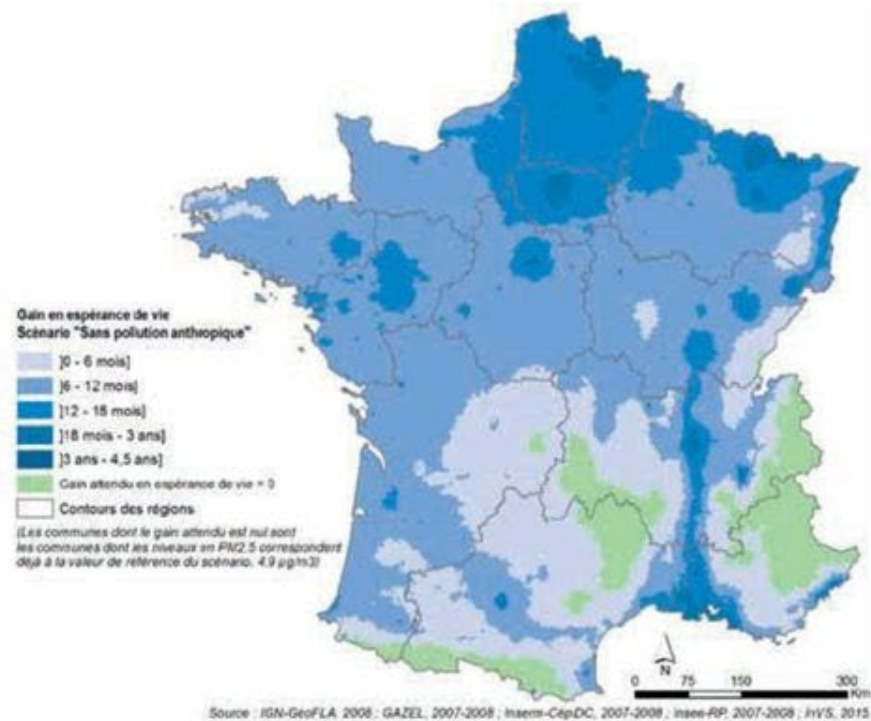 Gain en espérance de vie
Scénario "Sans pollution anthropique"
]0 - 6 mois]
]6 - 12 mois]
]12 - 18 mois]
]18 mois - 3 ans]
]3 ans - 4,5 ans]
Gain attendu en espérance de vie = 0
Contours des régions
(Les communes dont le gain attendu est nul sont
les communes dont les niveaux en PM2.5 correspondent
déjà à la valeur de référence du scénario, 4,9 µg/m3)
N
0 75 150 300
Km
Source : IGN-GéoFLA, 2008 ; GAZEL, 2007-2008 ; Inserm-CépiDC, 2007-2008 ; Insee-RP, 2007-2008 ; InVS, 2015